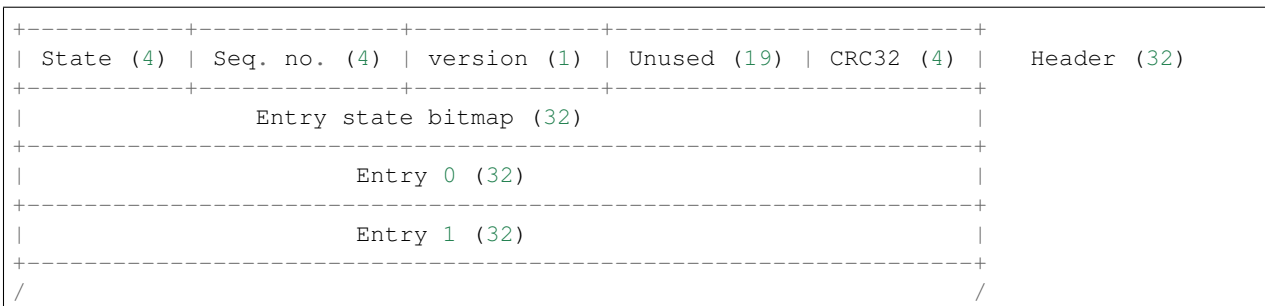 +-----------+--------------+-------------+-------------------------+
| State (4) | Seq. no. (4) | version (1) | Unused (19) | CRC32 (4) |   Header (32)
+-----------+--------------+-------------+-------------------------+
|                Entry state bitmap (32)                           |
+------------------------------------------------------------------+
|                       Entry 0 (32)                               |
+------------------------------------------------------------------+
|                       Entry 1 (32)                               |
+------------------------------------------------------------------+
/                                                                  /